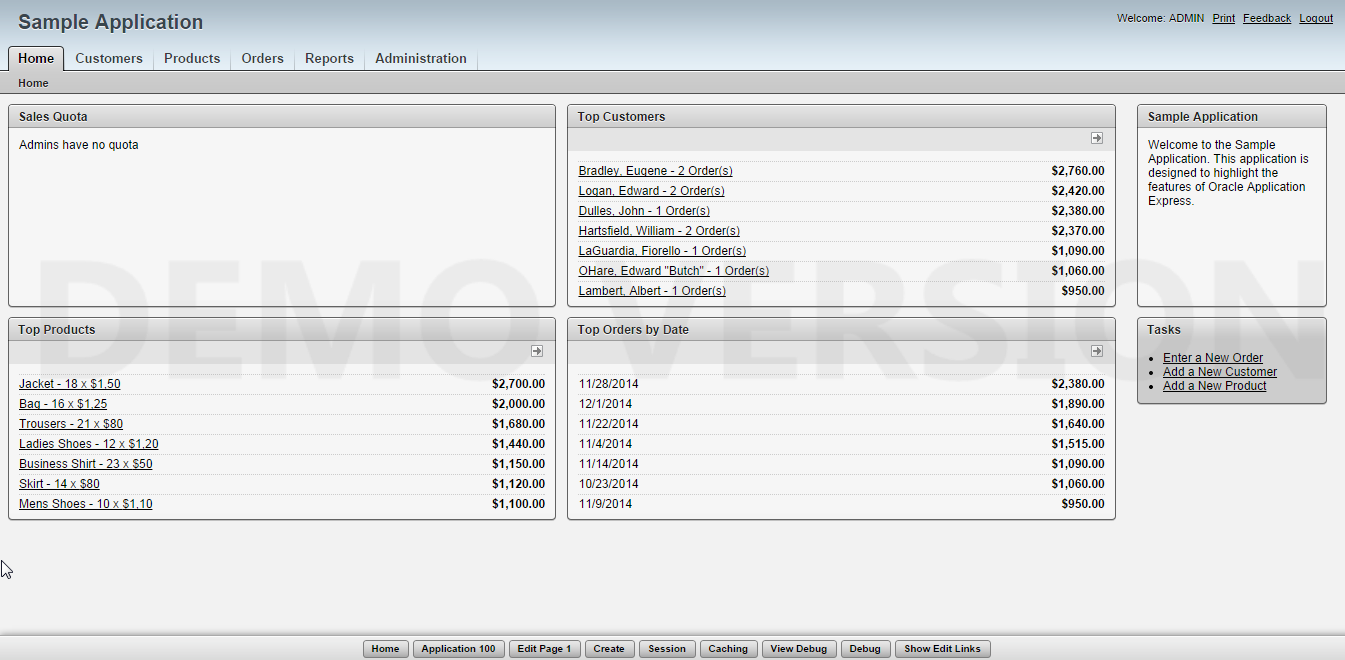 Sample Application
Welcome: ADMIN Print Feedback Logout
Home Customers Products Orders Reports Administration
Home
Sales Quota
Admins have no quota
Top Customers
Bradley, Eugene - 2 Order(s) $2,760.00
Logan, Edward - 2 Order(s) $2,420.00
Dulles, John - 1 Order(s) $2,380.00
Hartsfield, William - 2 Order(s) $2,370.00
LaGuardia, Fiorello - 1 Order(s) $1,090.00
OHare, Edward "Butch" - 1 Order(s) $1,060.00
Lambert, Albert - 1 Order(s) $950.00
Sample Application
Welcome to the Sample
Application. This application is
designed to highlight the
features of Oracle Application
Express.
DEMO VERSION
Top Products
Jacket - 18 x $1,50 $2,700.00
Bag - 16 x $1,25 $2,000.00
Trousers - 21 x $80 $1,680.00
Ladies Shoes - 12 x $1,20 $1,440.00
Business Shirt - 23 x $50 $1,150.00
Skirt - 14 x $80 $1,120.00
Mens Shoes - 10 x $1,10 $1,100.00
Top Orders by Date
11/28/2014 $2,380.00
12/1/2014 $1,890.00
11/22/2014 $1,640.00
11/4/2014 $1,515.00
11/14/2014 $1,090.00
10/23/2014 $1,060.00
11/9/2014 $950.00
Tasks
Enter a New Order
Add a New Customer
Add a New Product
Home Application 100 Edit Page 1 Create Session Caching View Debug Debug Show Edit Links